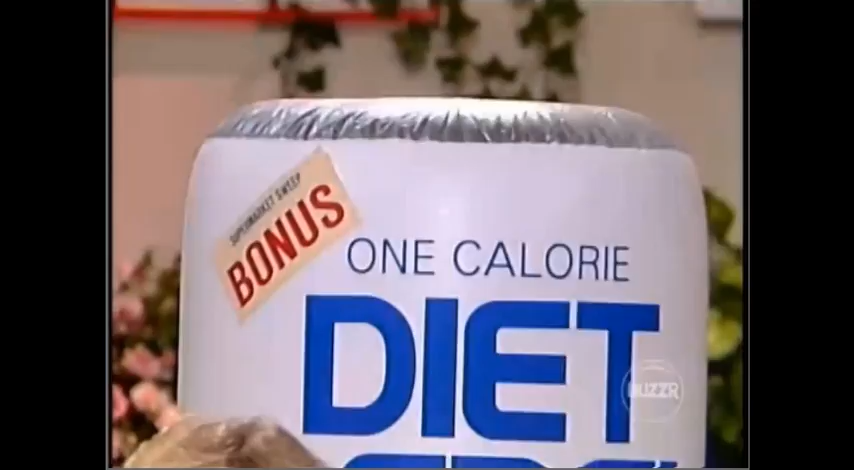 SUPERMARKET SWEEP
BONUS
ONE CALORIE
DIET
BUZZR